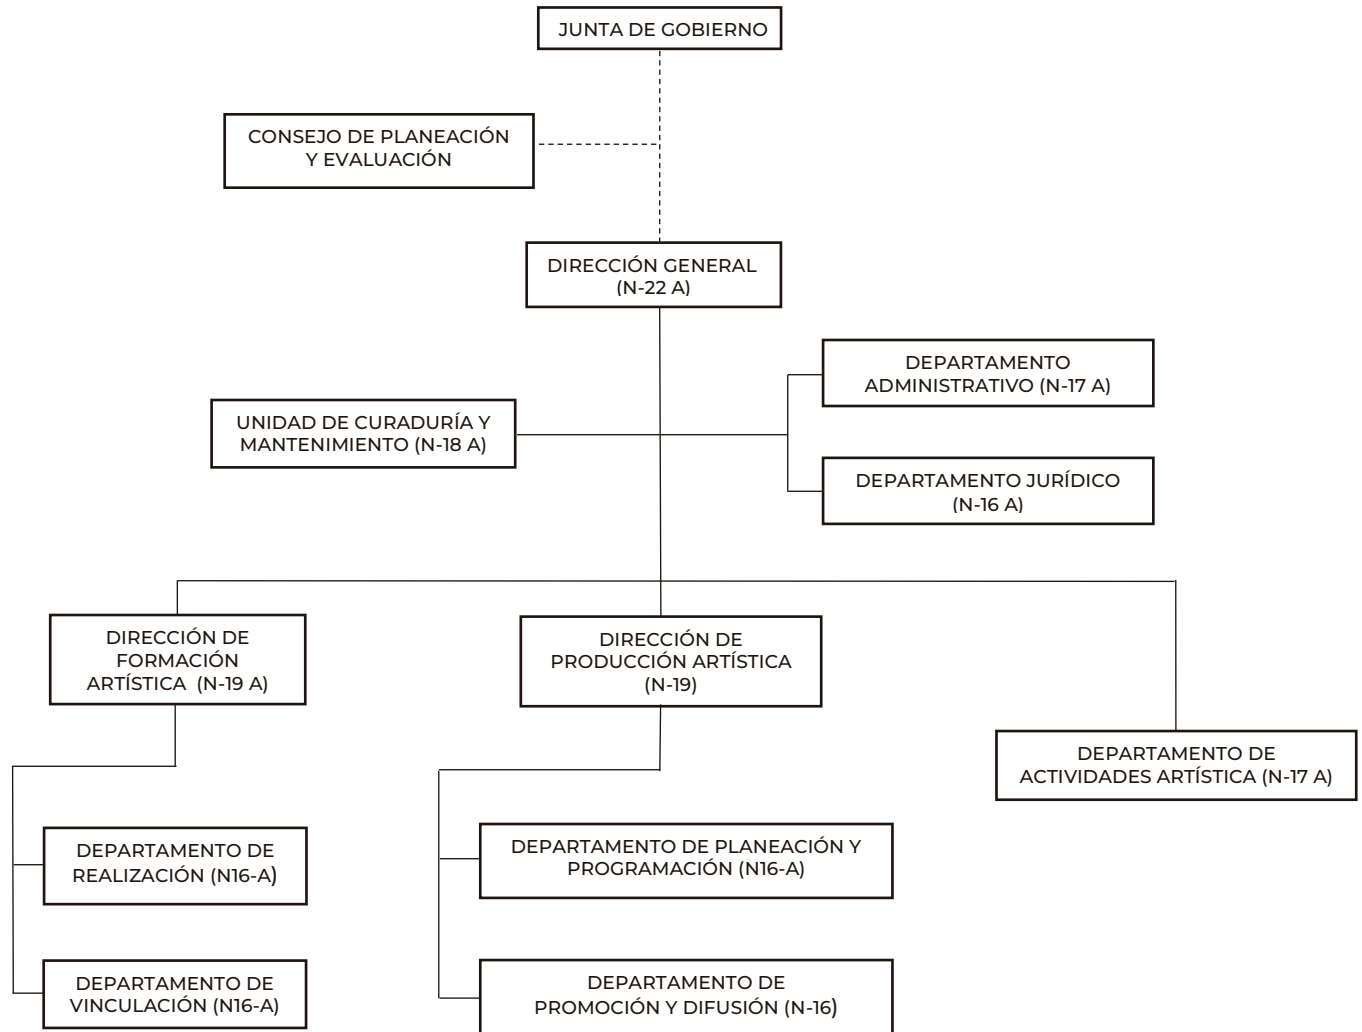 JUNTA DE GOBIERNO
CONSEJO DE PLANEACIÓN
Y EVALUACIÓN
DIRECCIÓN GENERAL
(N-22 A)
DEPARTAMENTO
ADMINISTRATIVO (N-17 A)
UNIDAD DE CURADURÍA Y
MANTENIMIENTO (N-18 A)
DEPARTAMENTO JURÍDICO
(N-16 A)
DIRECCIÓN DE
FORMACIÓN
ARTÍSTICA (N-19 A)
DIRECCIÓN DE
PRODUCCIÓN ARTÍSTICA
(N-19)
DEPARTAMENTO DE
ACTIVIDADES ARTÍSTICA (N-17 A)
DEPARTAMENTO DE
REALIZACIÓN (N16-A)
DEPARTAMENTO DE PLANEACIÓN Y
PROGRAMACIÓN (N16-A)
DEPARTAMENTO DE
VINCULACIÓN (N16-A)
DEPARTAMENTO DE
PROMOCIÓN Y DIFUSIÓN (N-16)